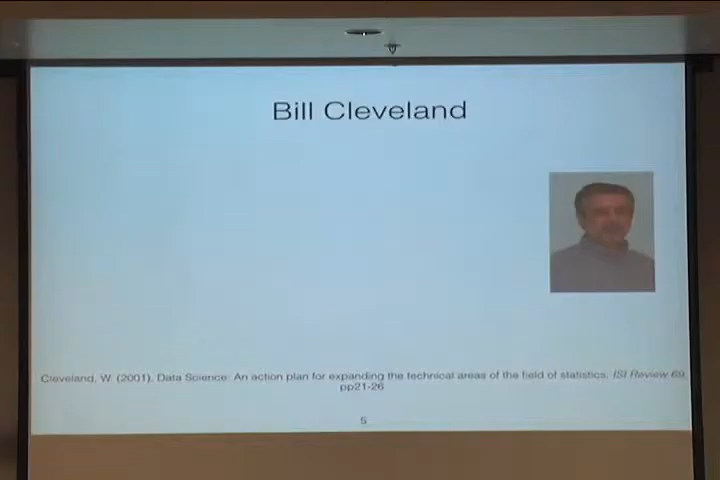 Bill Cleveland
Cleveland, W. (2001). Data Science: An action plan for expanding the technical areas of the field of statistics, ISI Review 69,
pp21-26
5